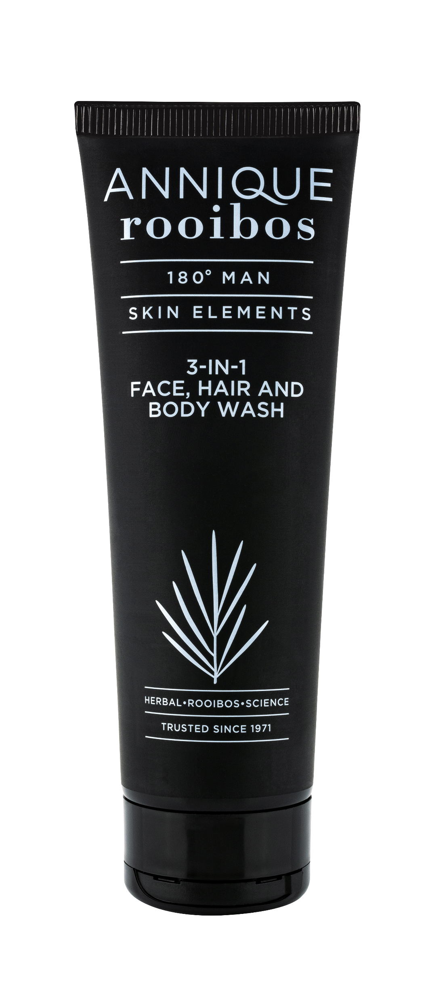 ANNIQUE
rooibos
180° MAN
SKIN ELEMENTS
3-IN-1
FACE, HAIR AND
BODY WASH
HERBAL•ROOIBOS•SCIENCE
TRUSTED SINCE 1971